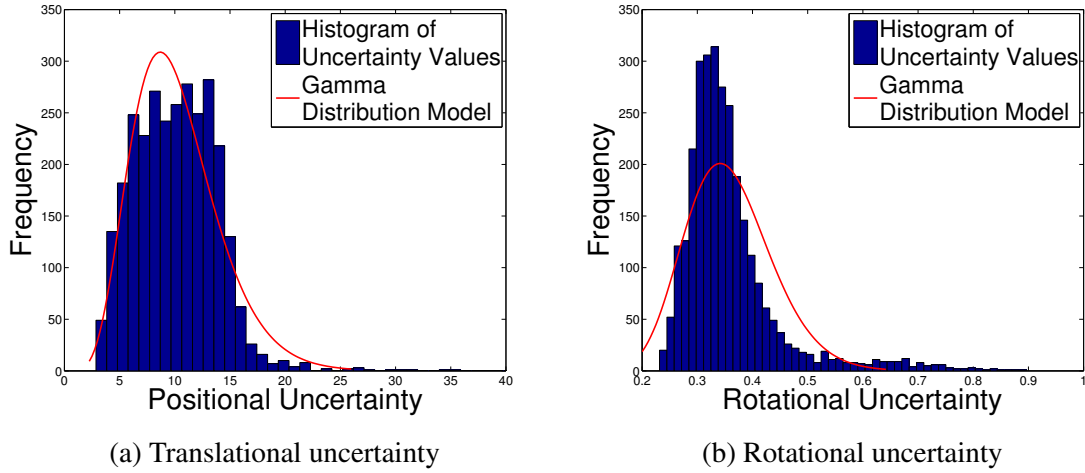 350
300
250
200
150
100
50
0
Frequency
0 5 10 15 20 25 30 35 40
Positional Uncertainty
Histogram of
Uncertainty Values
Gamma
Distribution Model
(a) Translational uncertainty
350
300
250
200
150
100
50
0
Frequency
0.2 0.3 0.4 0.5 0.6 0.7 0.8 0.9 1
Rotational Uncertainty
Histogram of
Uncertainty Values
Gamma
Distribution Model
(b) Rotational uncertainty